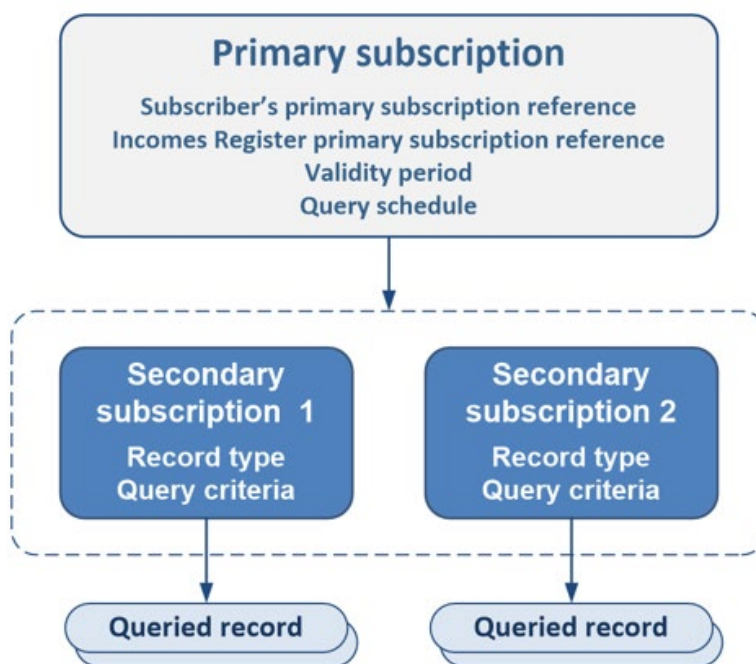 Primary subscription
Subscriber's primary subscription reference
Incomes Register primary subscription reference
Validity period
Query schedule
Secondary
subscription 1
Record type
Query criteria
Secondary
subscription 2
Record type
Query criteria
Queried record
Queried record